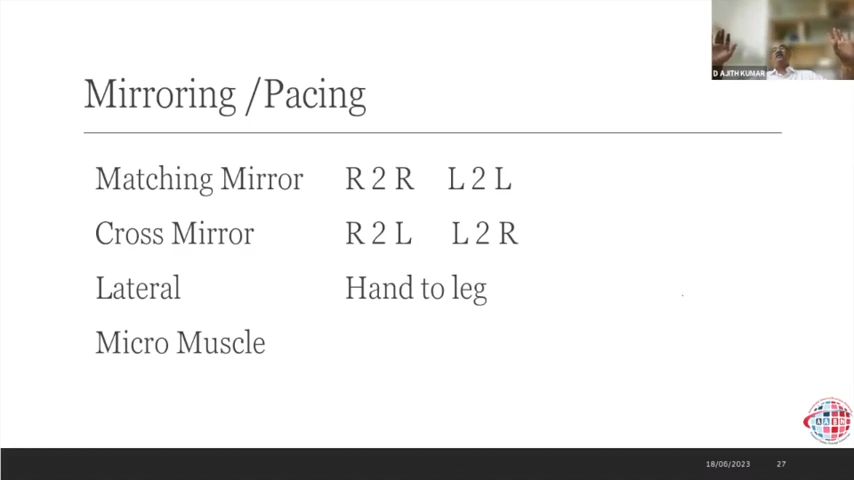 D AJITH KUMAR
Mirroring /Pacing
Matching Mirror R 2 R L 2 L
Cross Mirror R 2 L L 2 R
Lateral Hand to leg
Micro Muscle
18/06/2023 27